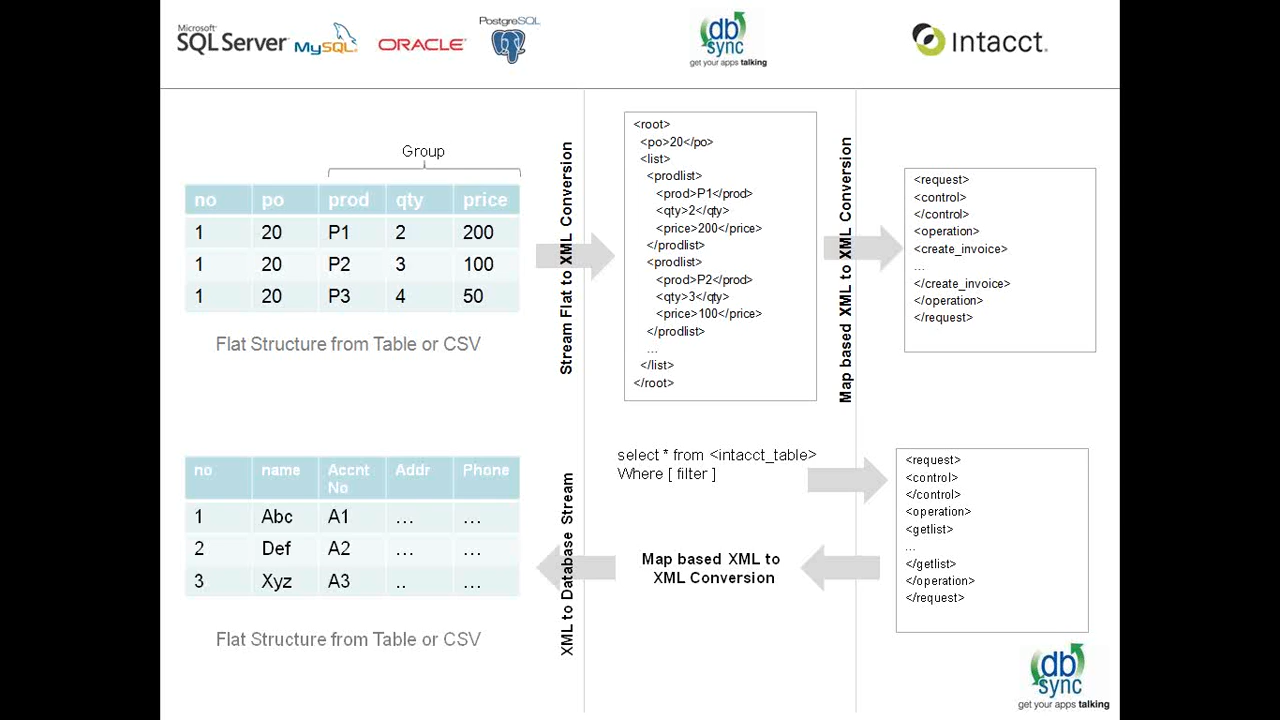 Microsoft
SQL Server
MySQL
ORACLE
PostgreSQL
db
sync
get your apps talking
Intacct
Group
no po prod qty price
1 20 P1 2 200
1 20 P2 3 100
1 20 P3 4 50
Flat Structure from Table or CSV
Stream Flat to XML Conversion
<root>
<po>20</po>
<list>
<prodlist>
<prod>P1</prod>
<qty>2</qty>
<price>200</price>
</prodlist>
<prodlist>
<prod>P2</prod>
<qty>3</qty>
<price>100</price>
</prodlist>
...
</list>
</root>
Map based XML to XML Conversion
<request>
<control>
</control>
<operation>
<create_invoice>
...
</create_invoice>
</operation>
</request>
no name Accnt Addr Phone
No
1 Abc A1 ... ...
2 Def A2 ... ...
3 Xyz A3 .. ...
Flat Structure from Table or CSV
XML to Database Stream
select * from <intacct_table>
Where [ filter ]
Map based XML to
XML Conversion
<request>
<control>
</control>
<operation>
<getlist>
...
</getlist>
</operation>
</request>
db
sync
get your apps talking